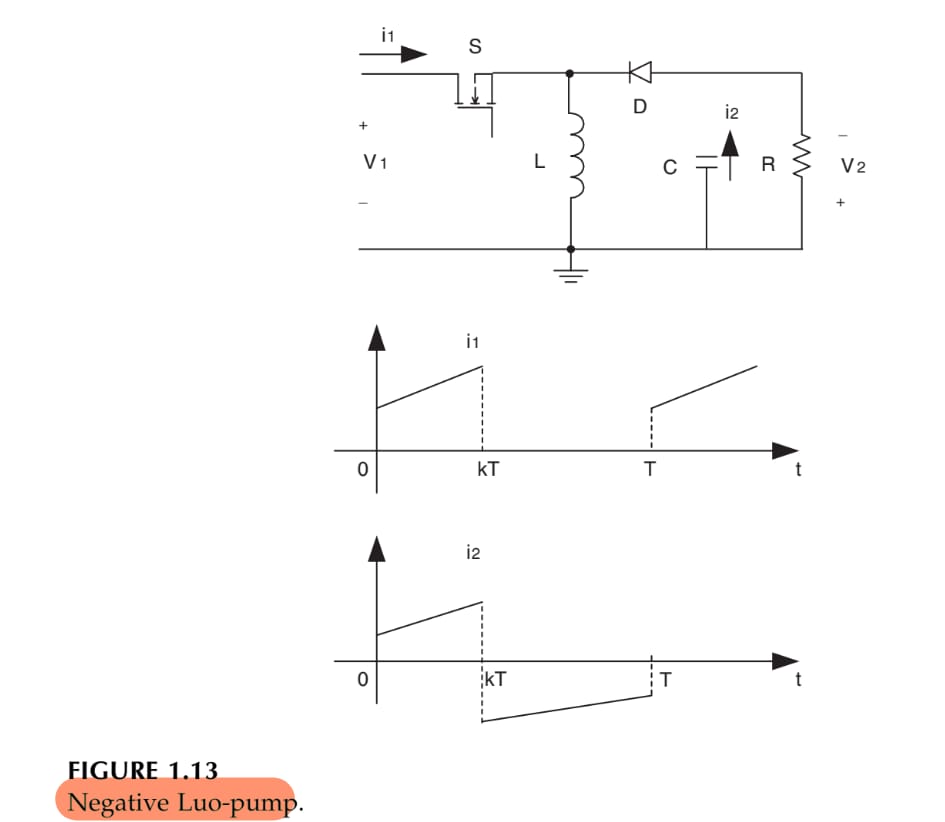 i1
S
D
i2
+
V1
L
C
R
–
V2
–
+
i1
0
kT
T
t
i2
0
kT
T
t
FIGURE 1.13
Negative Luo-pump.